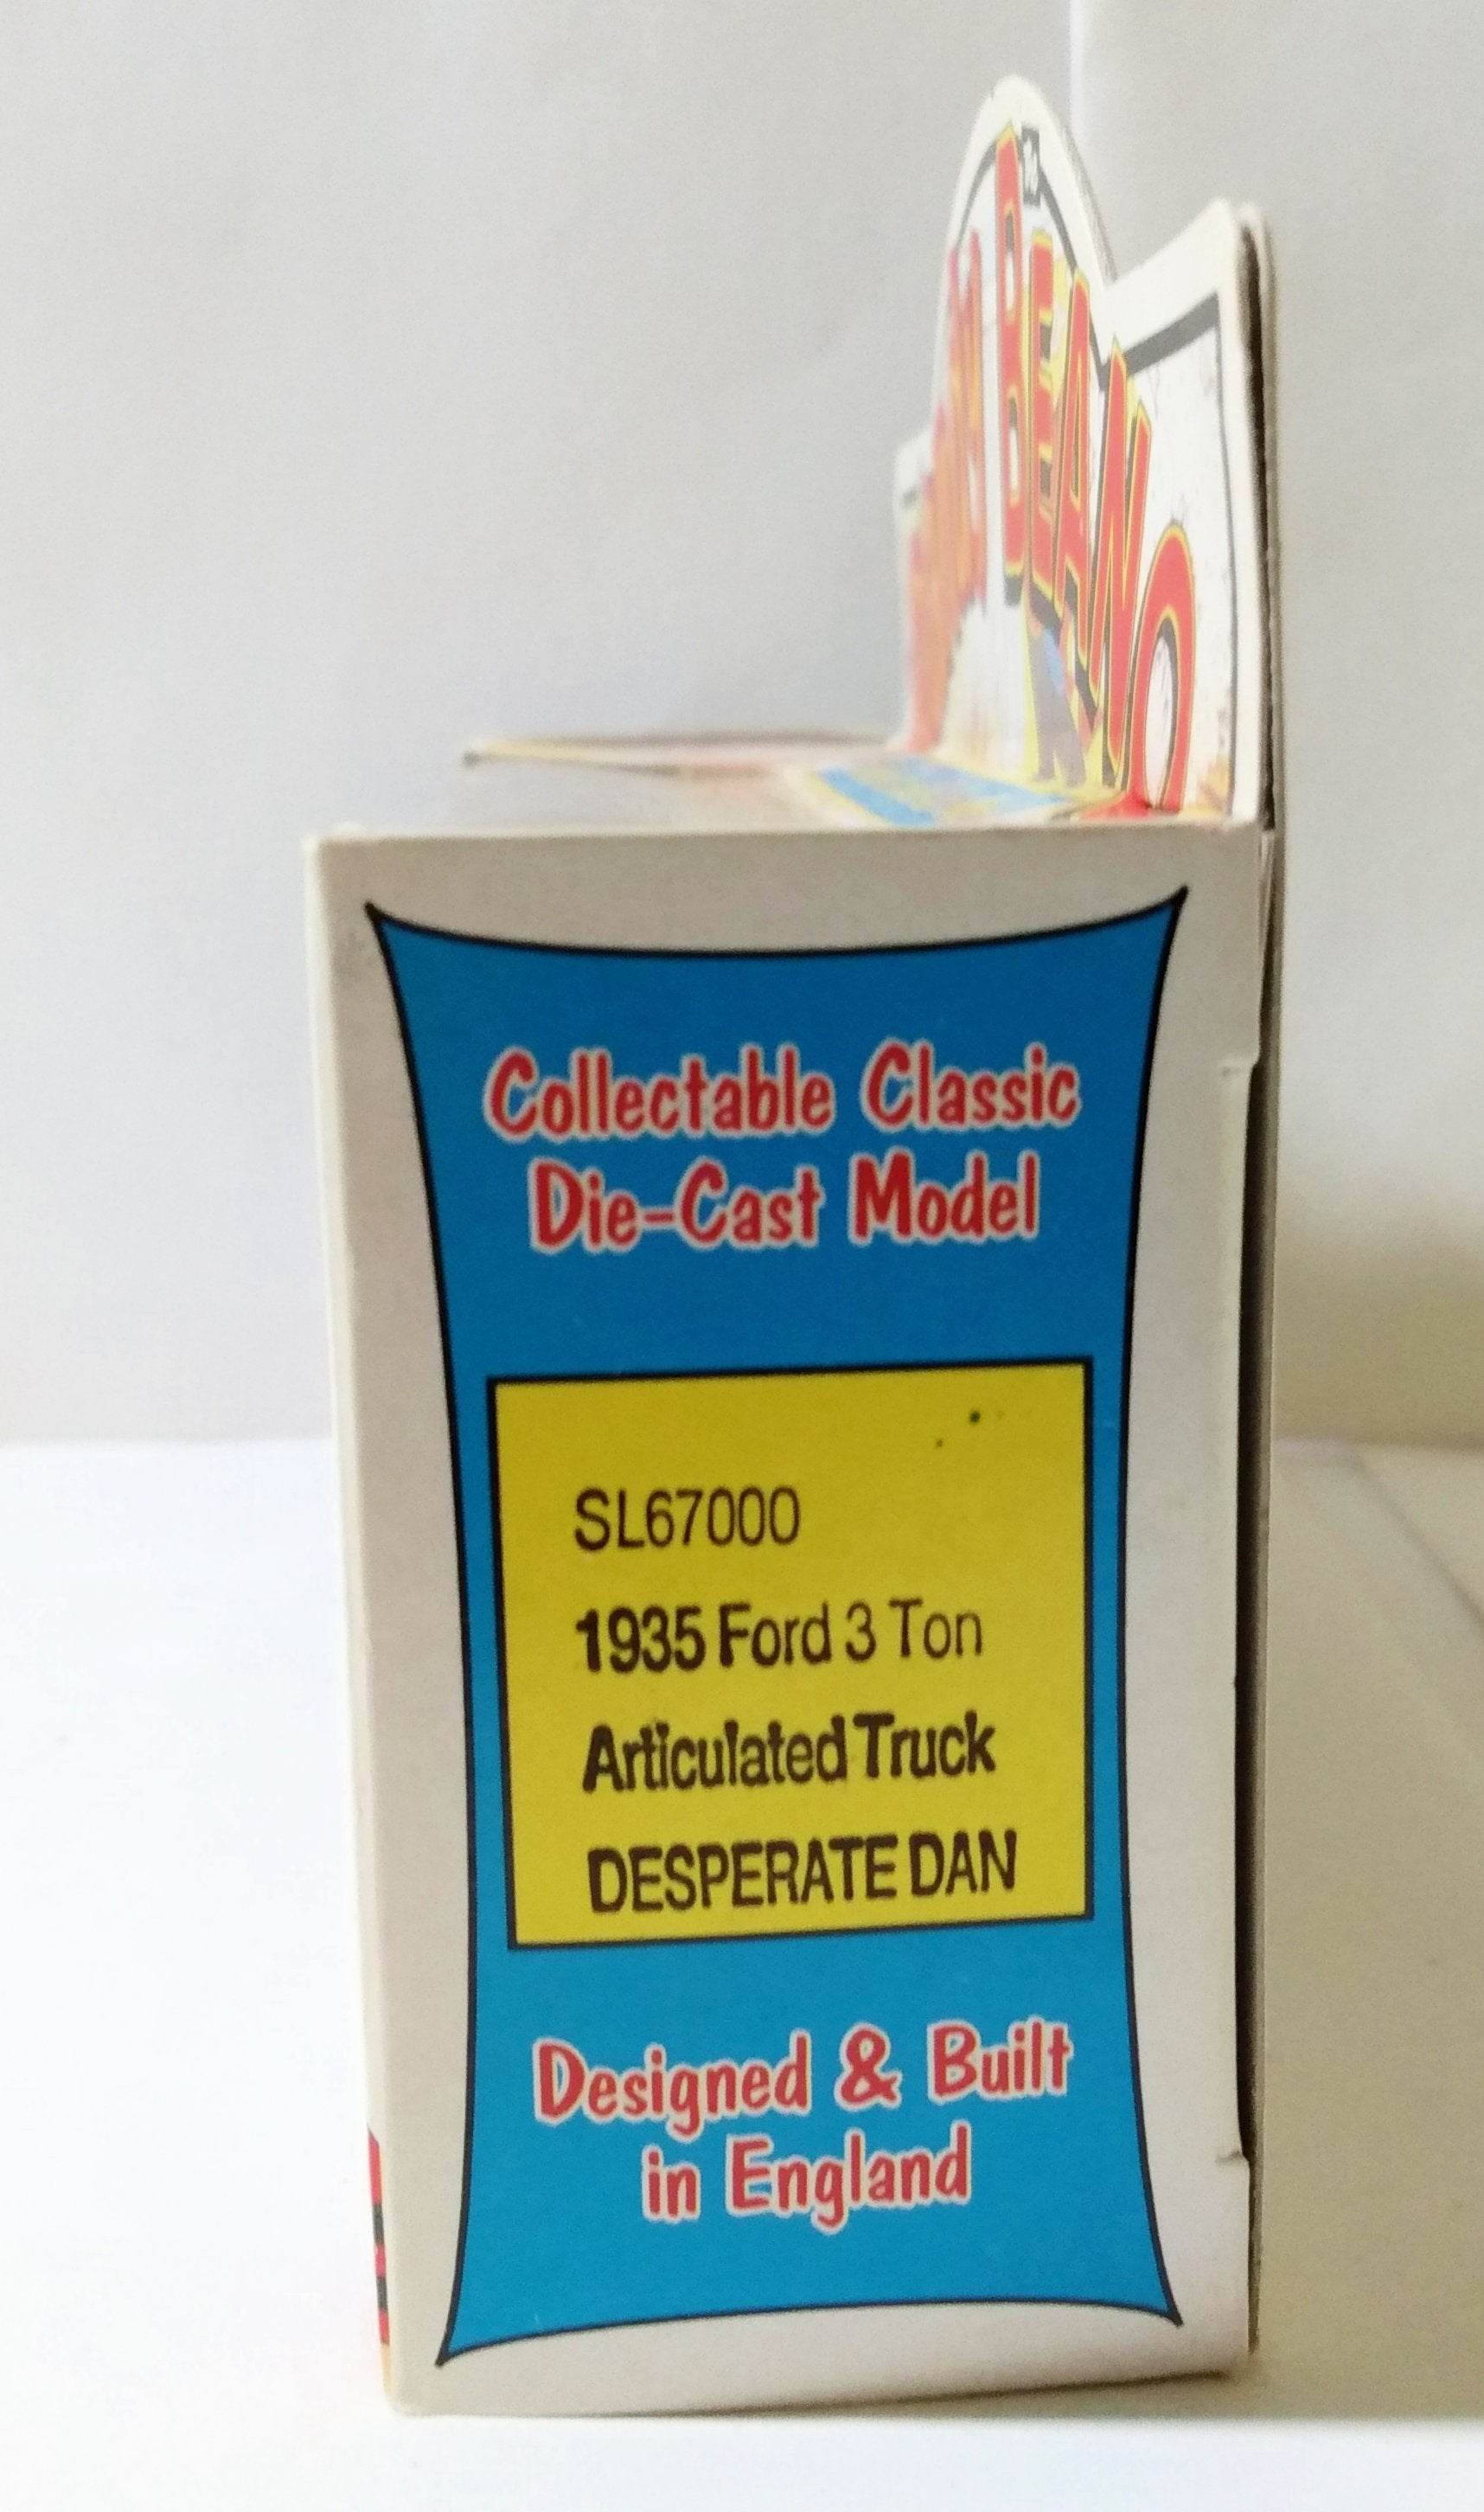 BEANO
Collectable Classic
Die-Cast Model
SL67000
1935 Ford 3 Ton
Articulated Truck
DESPERATE DAN
Designed & Built
in England